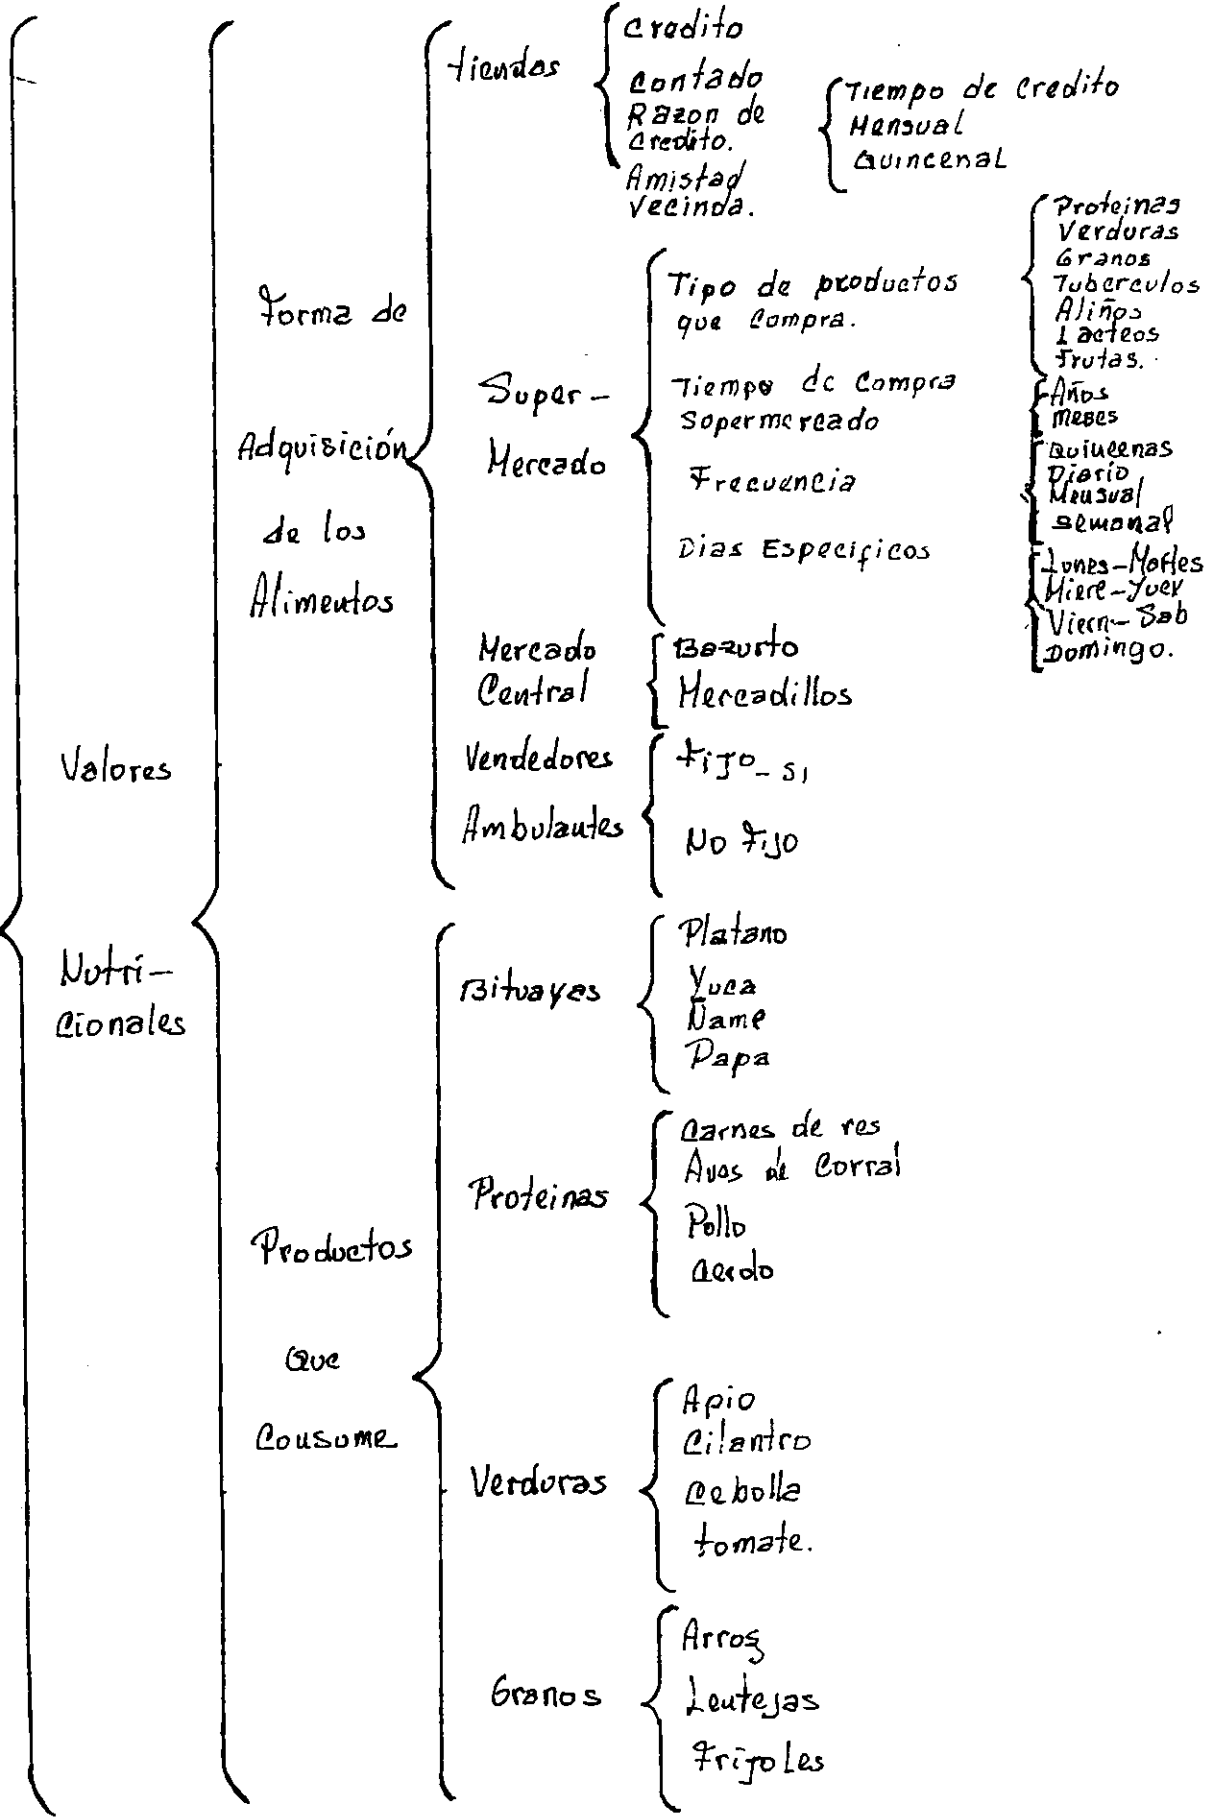 Valores
Nutri-
cionales
Forma de
Adquisición
de los
Alimentos
tiendas
Credito
Contado
Razon de
Credito.
Amistad
Vecinda.
Tiempo de credito
Mensual
Quincenal
Super-
Mercado
Tipo de productos
que Compra.
Proteinas
Verduras
Granos
Tuberculos
Aliños
Lacteos
Frutas.
Tiempo de Compra
Sopermercado
Años
meses
Frecuencia
Quincenas
Diario
Mensual
semanal
Dias Especificos
Lunes-Martes
Mierc-Juev
Viern-Sab
Domingo.
Mercado
Central
Bazurto
Mercadillos
Vendedores
Ambulantes
Fijo-si
No Fijo
Productos
Que
Consume
Bituayas
Platano
Yuca
Name
Papa
Proteinas
Carnes de res
Aves de Corral
Pollo
Cerdo
Verduras
Apio
Cilantro
Cebolla
tomate.
Granos
Arroz
Lentejas
Frijoles